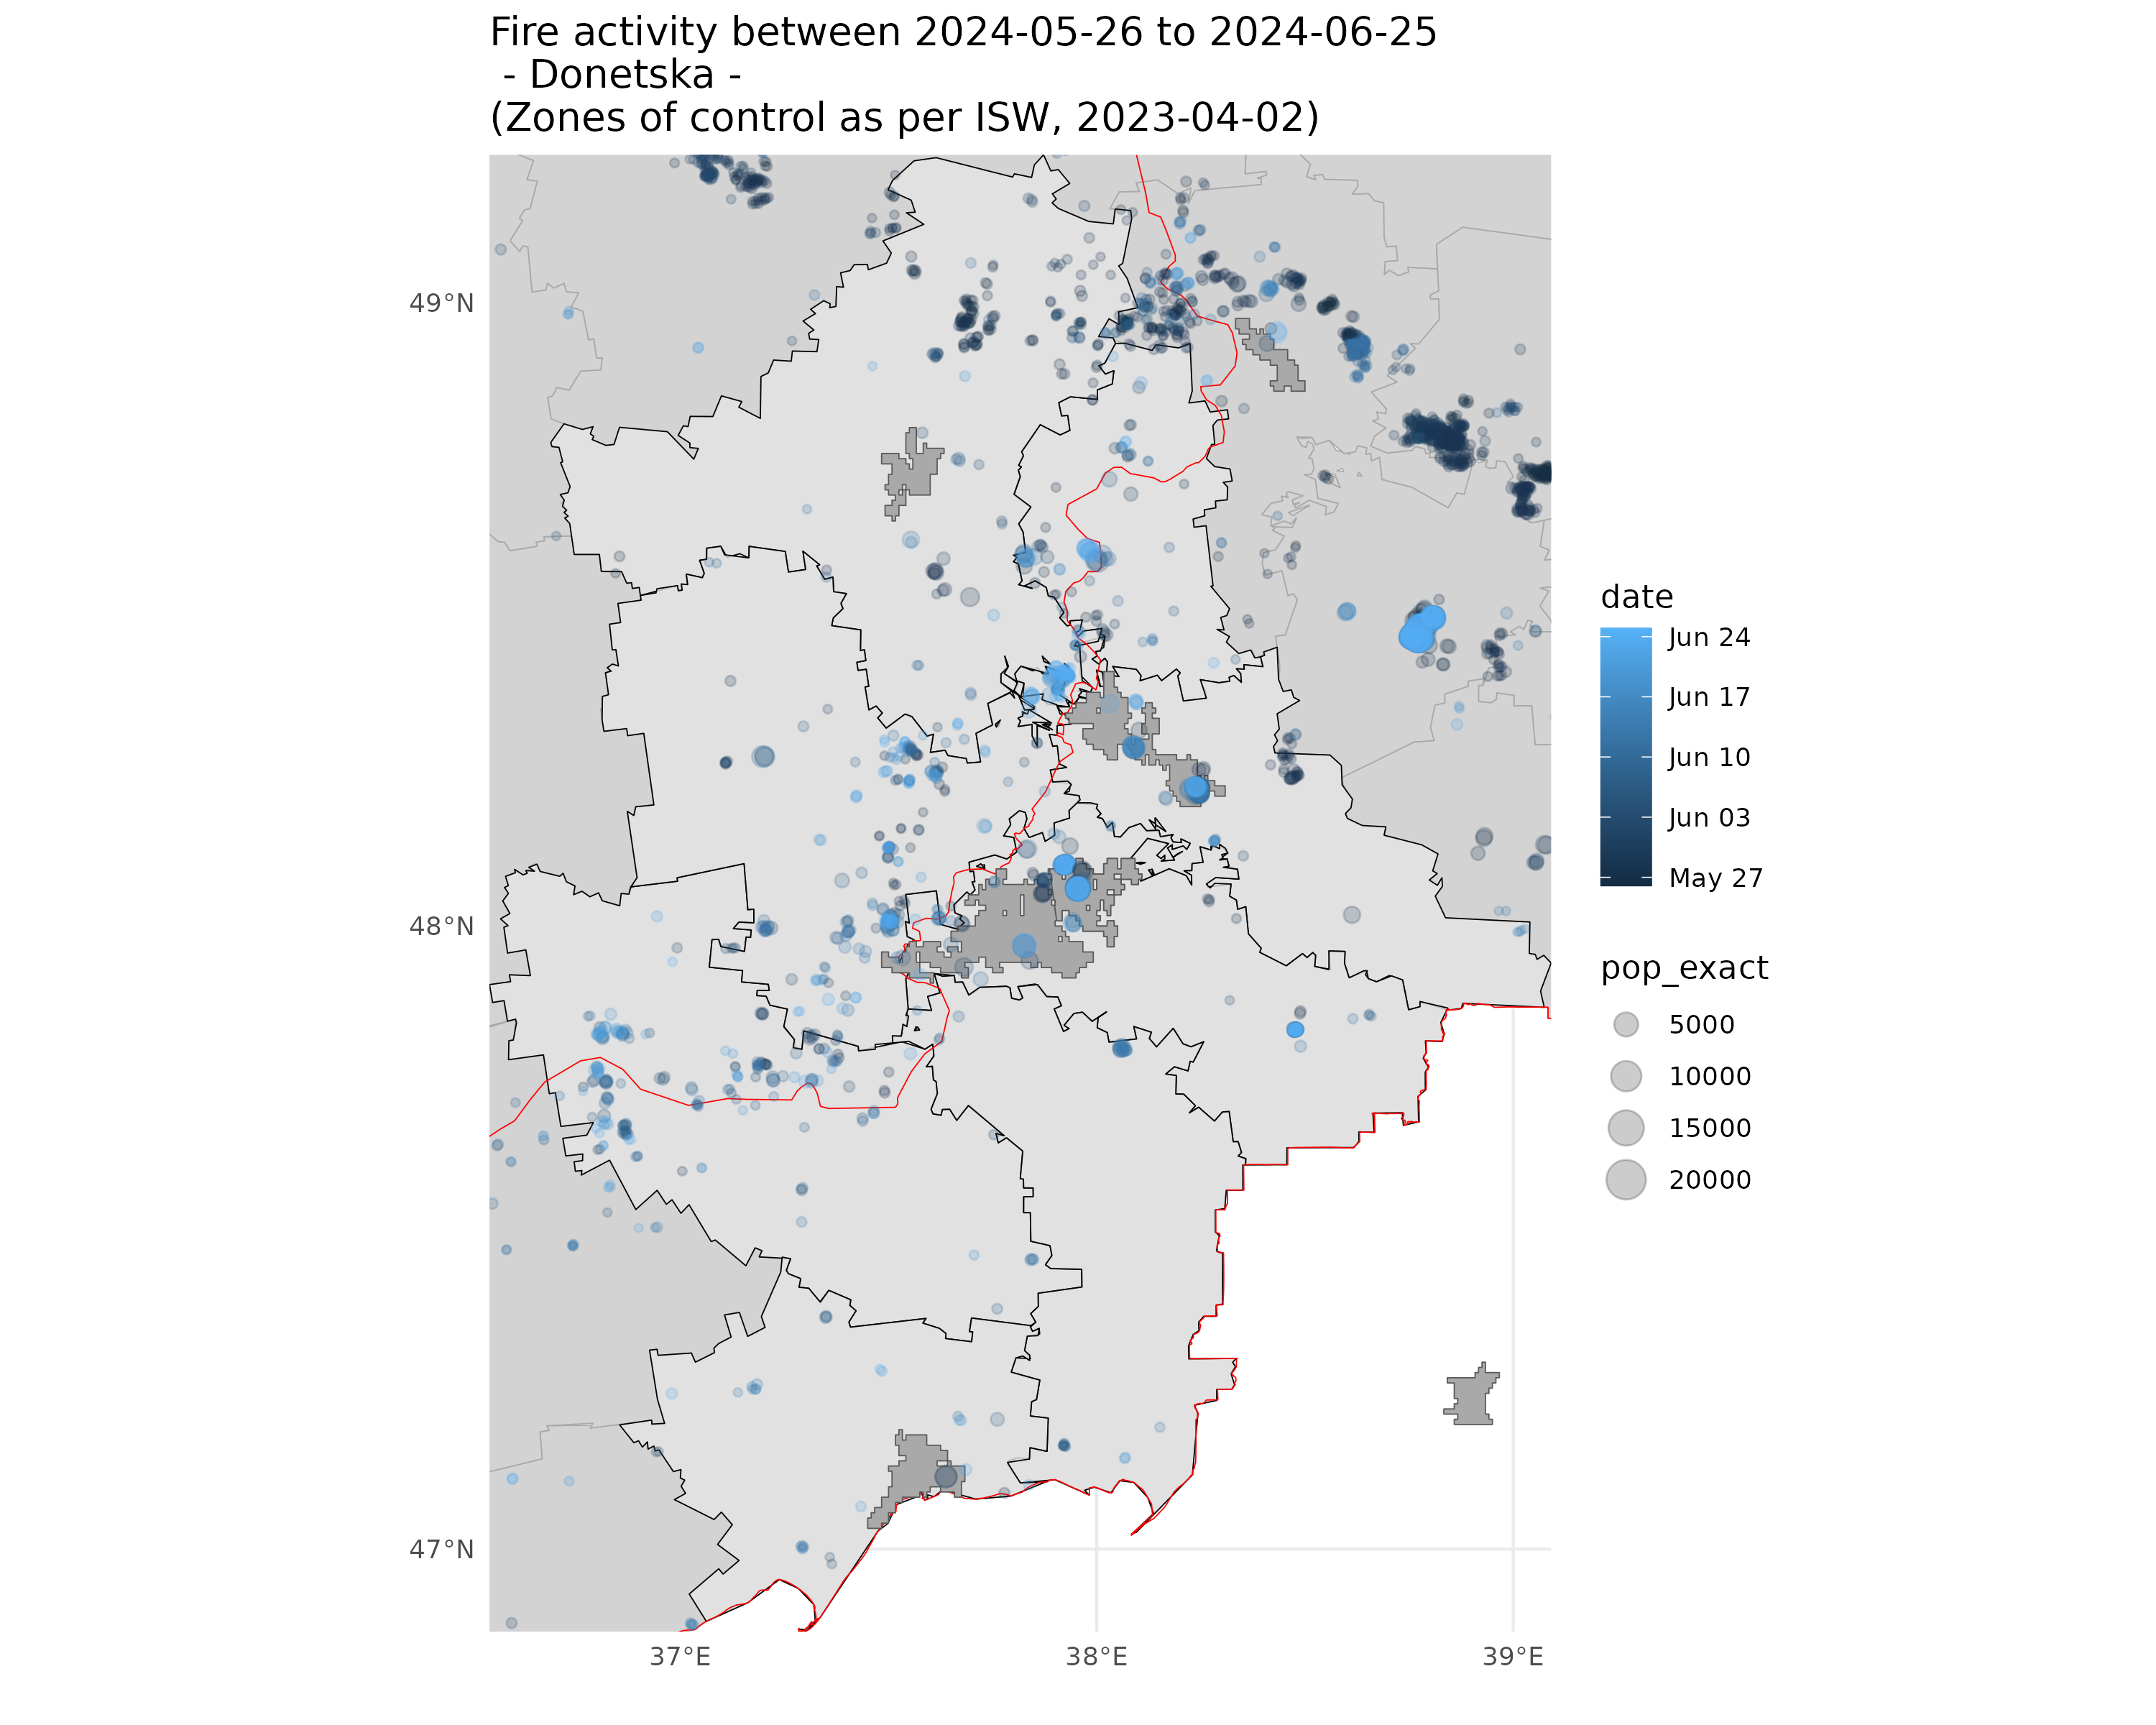 Fire activity between 2024-05-26 to 2024-06-25
- Donetska -
(Zones of control as per ISW, 2023-04-02)
49°N
48°N
47°N
37°E
38°E
39°E
date
Jun 24
Jun 17
Jun 10
Jun 03
May 27
pop_exact
5000
10000
15000
20000